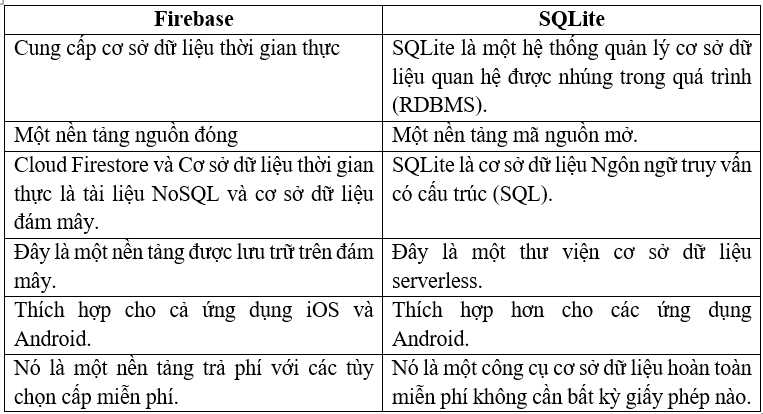 Firebase
SQLite
Cung cấp cơ sở dữ liệu thời gian thực
SQLite là một hệ thống quản lý cơ sở dữ
liệu quan hệ được nhúng trong quá trình
(RDBMS).
Một nền tảng nguồn đóng
Một nền tảng mã nguồn mở.
Cloud Firestore và Cơ sở dữ liệu thời gian
thực là tài liệu NoSQL và cơ sở dữ liệu
đám mây.
SQLite là cơ sở dữ liệu Ngôn ngữ truy vấn
có cấu trúc (SQL).
Đây là một nền tảng được lưu trữ trên đám
mây.
Đây là một thư viện cơ sở dữ liệu
serverless.
Thích hợp cho cả ứng dụng iOS và
Android.
Thích hợp hơn cho các ứng dụng
Android.
Nó là một nền tảng trả phí với các tùy
chọn cấp miễn phí.
Nó là một công cụ cơ sở dữ liệu hoàn toàn
miễn phí không cần bất kỳ giấy phép nào.